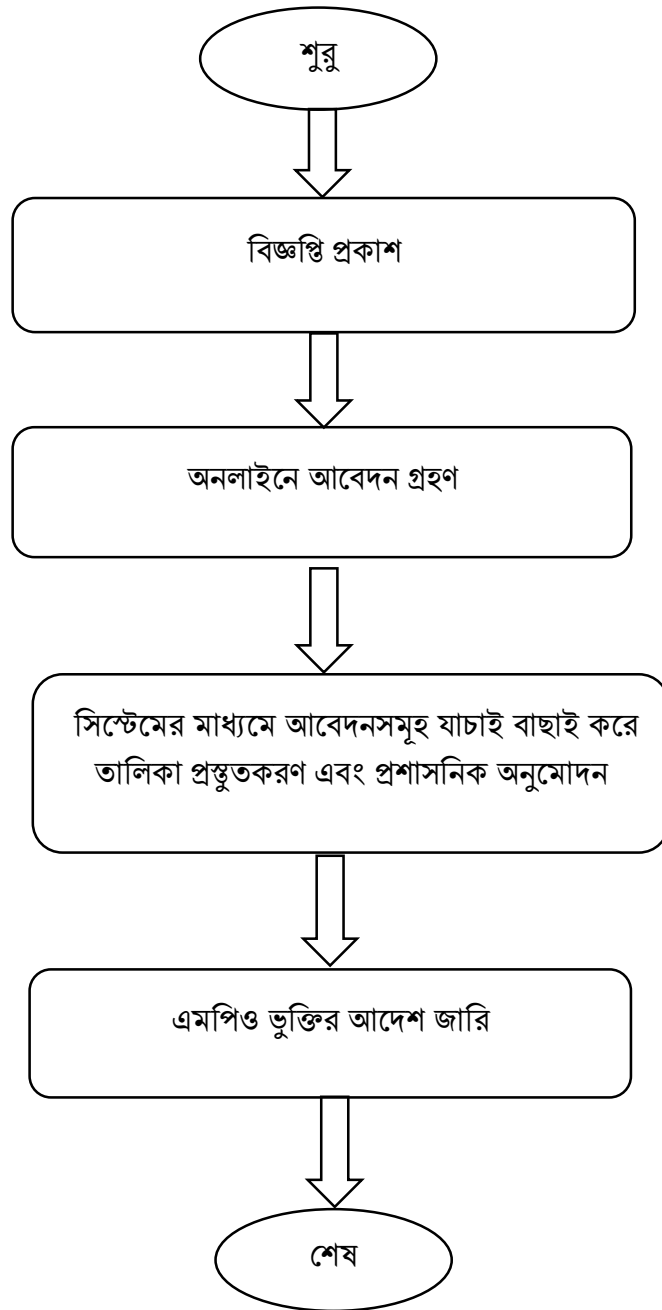 শুরু
বিজ্ঞপ্তি প্রকাশ
অনলাইনে আবেদন গ্রহণ
সিস্টেমের মাধ্যমে আবেদনসমূহ যাচাই বাছাই করে
তালিকা প্রস্তুতকরণ এবং প্রশাসনিক অনুমোদন
এমপিও ভুক্তির আদেশ জারি
শেষ